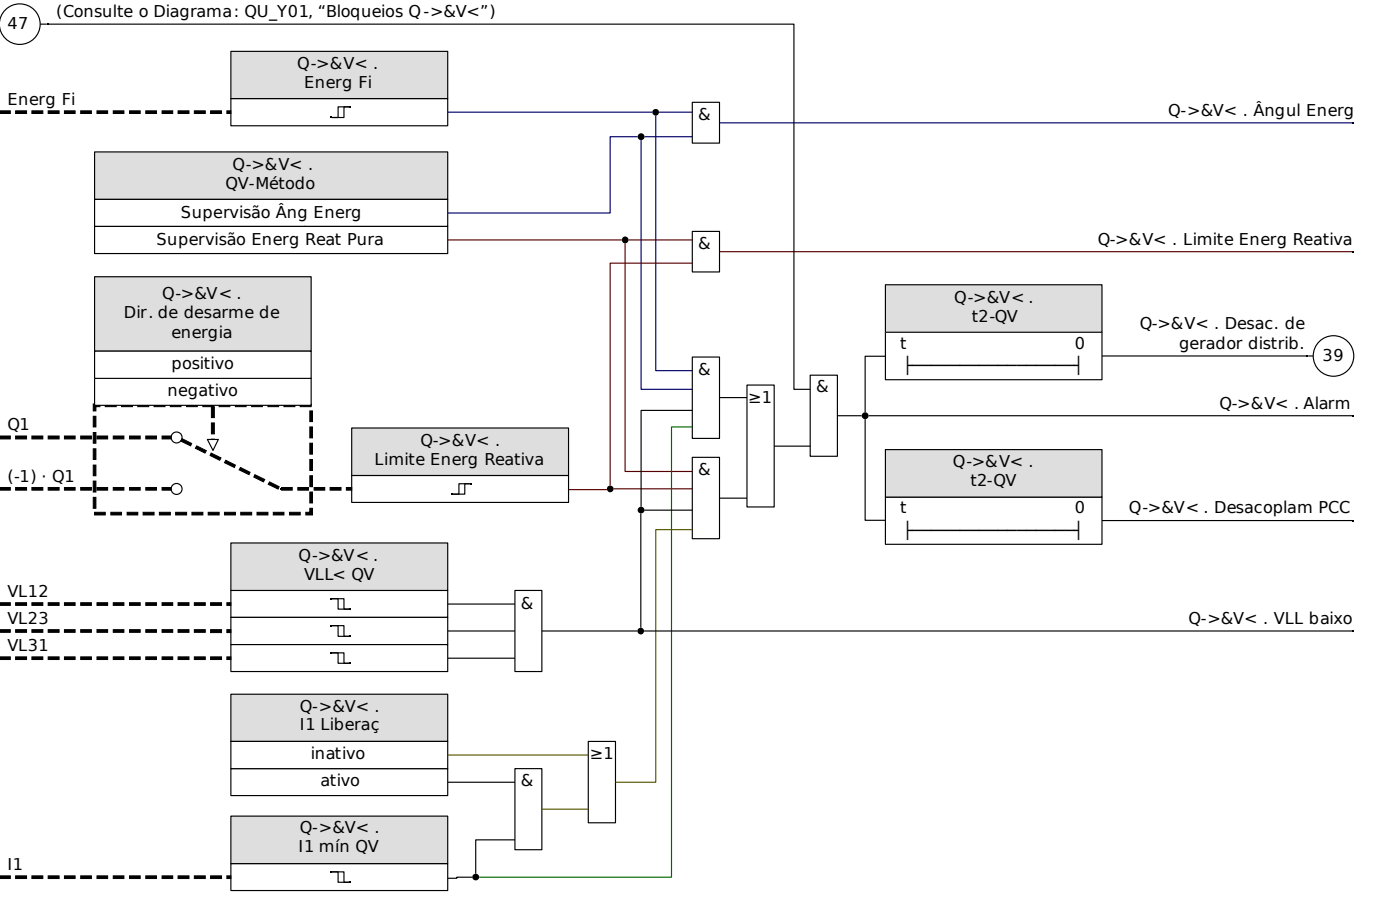 (Consulte o Diagrama: QU_Y01, “Bloqueios Q->&V<”)
47
Q->&V< .
Energ Fi
Energ Fi
&
Q->&V< . Ângul Energ
Q->&V< .
QV-Método
Supervisão Âng Energ
Supervisão Energ Reat Pura
&
Q->&V< . Limite Energ Reativa
Q->&V< .
Dir. de desarme de
energia
positivo
negativo
Q->&V< .
t2-QV
t 0
Q->&V< . Desac. de
gerador distrib.
39
&
≥1
&
Q->&V< . Alarm
Q1
(-1) · Q1
Q->&V< .
Limite Energ Reativa
&
Q->&V< .
t2-QV
t 0
Q->&V< . Desacoplam PCC
Q->&V< .
VLL< QV
VL12
VL23
VL31
&
Q->&V< . VLL baixo
Q->&V< .
I1 Liberaç
inativo
ativo
≥1
&
Q->&V< .
I1 mín QV
I1